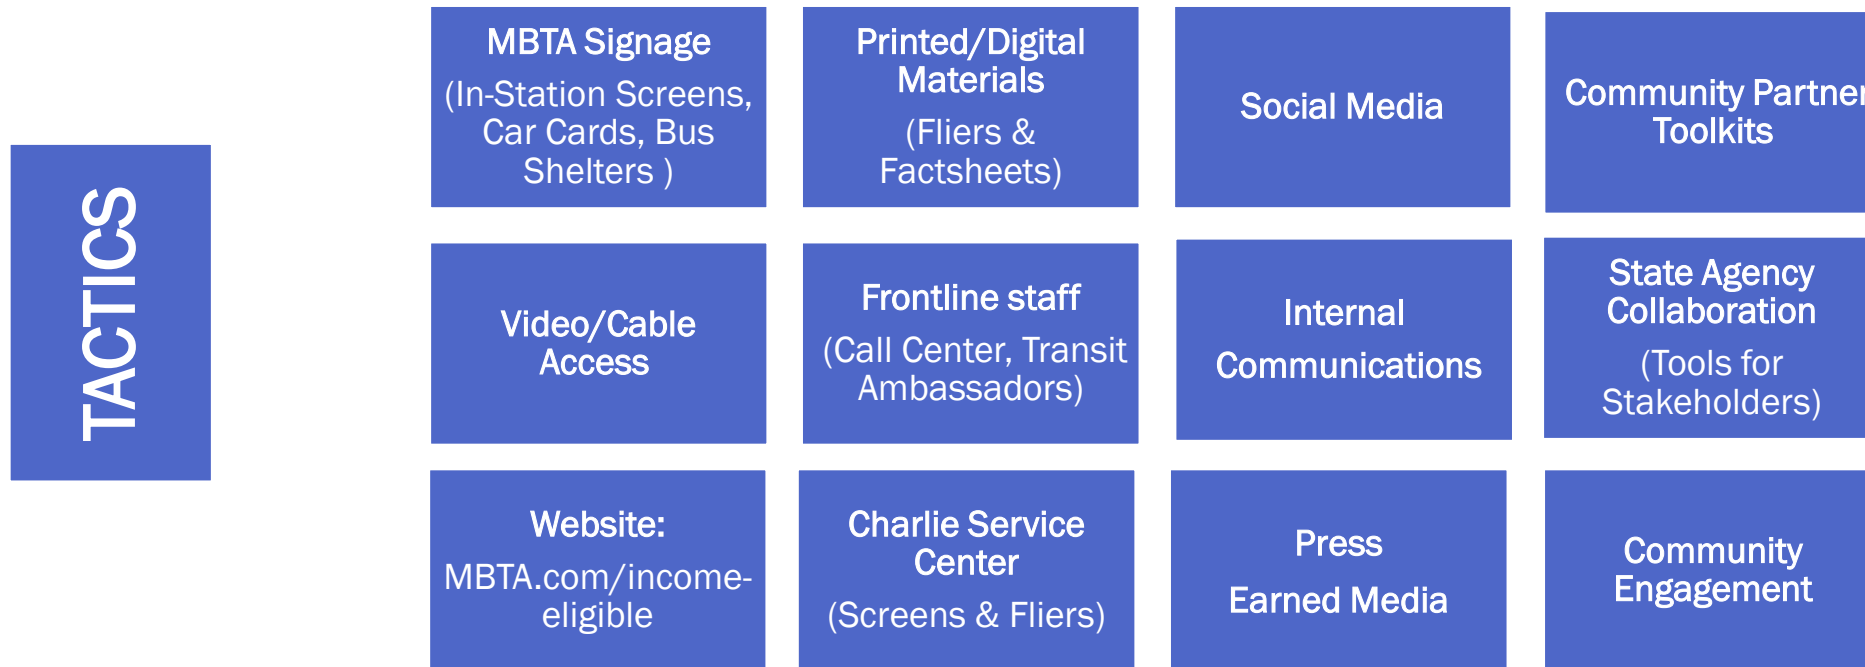 TACTICS
MBTA Signage
(In-Station Screens,
Car Cards, Bus
Shelters )
Printed/Digital
Materials
(Fliers &
Factsheets)
Social Media
Community Partner
Toolkits
Video/Cable
Access
Frontline staff
(Call Center, Transit
Ambassadors)
Internal
Communications
State Agency
Collaboration
(Tools for
Stakeholders)
Website:
MBTA.com/income-
eligible
Charlie Service
Center
(Screens & Fliers)
Press
Earned Media
Community
Engagement